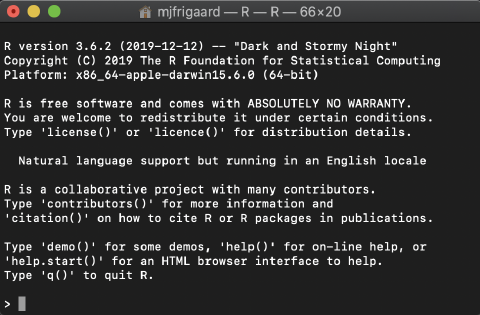 mjfrigaard — R — R — 66×20
R version 3.6.2 (2019-12-12) -- "Dark and Stormy Night"
Copyright (C) 2019 The R Foundation for Statistical Computing
Platform: x86_64-apple-darwin15.6.0 (64-bit)
R is free software and comes with ABSOLUTELY NO WARRANTY.
You are welcome to redistribute it under certain conditions.
Type 'license()' or 'licence()' for distribution details.
Natural language support but running in an English locale
R is a collaborative project with many contributors.
Type 'contributors()' for more information and
'citation()' on how to cite R or R packages in publications.
Type 'demo()' for some demos, 'help()' for on-line help, or
'help.start()' for an HTML browser interface to help.
Type 'q()' to quit R.
>